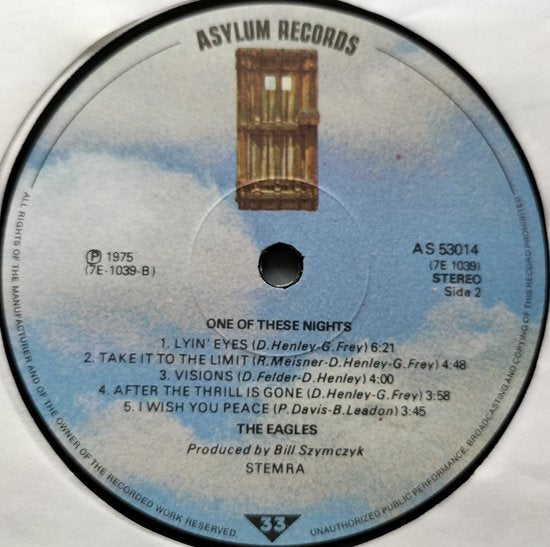 ASYLUM RECORDS
Ⓟ 1975
(7E-1039-B)
AS 53014
(7E 1039)
STEREO
Side 2
ONE OF THESE NIGHTS
1. LYIN' EYES (D.Henley-G.Frey) 6:21
2. TAKE IT TO THE LIMIT (R.Meisner-D.Henley-G.Frey) 4:48
3. VISIONS (D.Felder-D.Henley) 4:00
4. AFTER THE THRILL IS GONE (D.Henley-G.Frey) 3:58
5. I WISH YOU PEACE (P.Davis-B.Leadon) 3:45
THE EAGLES
Produced by Bill Szymczyk
STEMRA
33
ALL RIGHTS OF THE MANUFACTURER AND OF THE OWNER OF THE RECORDED WORK RESERVED.
UNAUTHORIZED PUBLIC PERFORMANCE, BROADCASTING AND COPYING OF THIS RECORD PROHIBITED